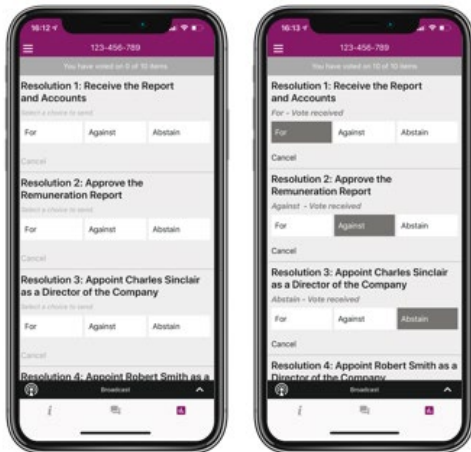 16:12
123-456-789
You have voted on 0 of 10 items
Resolution 1: Receive the Report
and Accounts
Select a choice to send
For Against Abstain
Cancel
Resolution 2: Approve the
Remuneration Report
Select a choice to send
For Against Abstain
Cancel
Resolution 3: Appoint Charles Sinclair
as a Director of the Company
Select a choice to send
For Against Abstain
Cancel
Resolution 4: Appoint Robert Smith as a
Broadcast
16:13
123-456-789
You have voted on 10 of 10 items
Resolution 1: Receive the Report
and Accounts
For - Vote received
For Against Abstain
Cancel
Resolution 2: Approve the
Remuneration Report
Against - Vote received
For Against Abstain
Cancel
Resolution 3: Appoint Charles Sinclair
as a Director of the Company
Abstain - Vote received
For Against Abstain
Cancel
Resolution 4: Appoint Robert Smith as a
Director of the Company
Broadcast